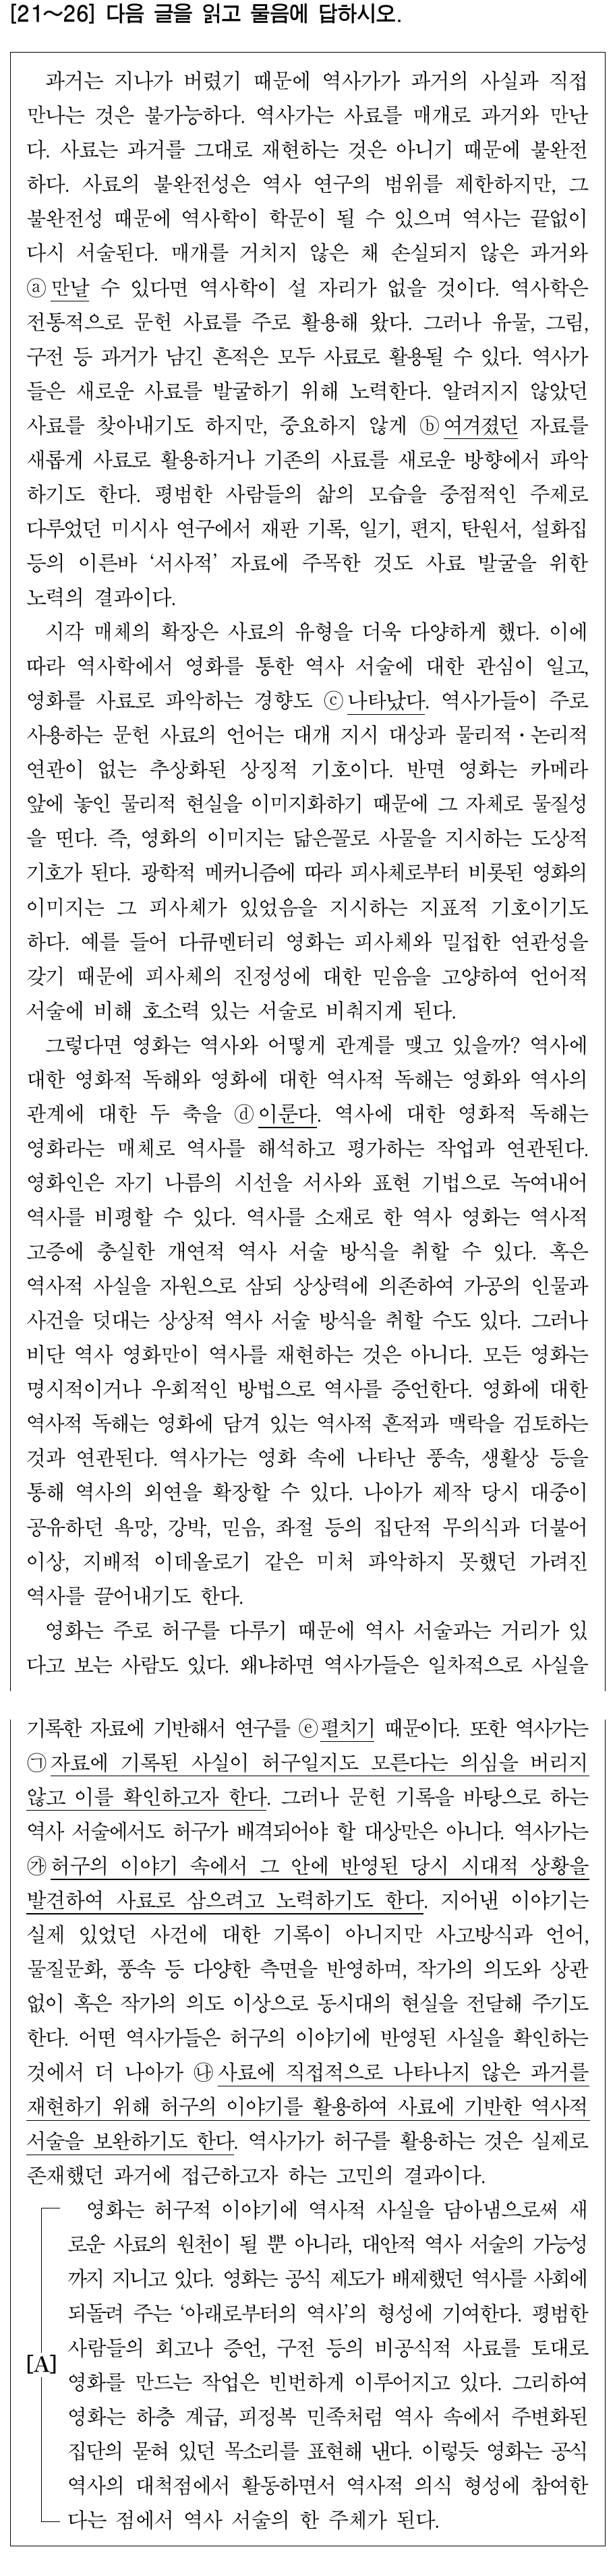 [21～26] 다음 글을 읽고 물음에 답하시오.
과거는 지나가 버렸기 때문에 역사가가 과거의 사실과 직접
만나는 것은 불가능하다. 역사가는 사료를 매개로 과거와 만난
다. 사료는 과거를 그대로 재현하는 것은 아니기 때문에 불완전
하다. 사료의 불완전성은 역사 연구의 범위를 제한하지만, 그
불완전성 때문에 역사학이 학문이 될 수 있으며 역사는 끝없이
다시 서술된다. 매개를 거치지 않은 채 손실되지 않은 과거와
ⓐ만날 수 있다면 역사학이 설 자리가 없을 것이다. 역사학은
전통적으로 문헌 사료를 주로 활용해 왔다. 그러나 유물, 그림,
구전 등 과거가 남긴 흔적은 모두 사료로 활용될 수 있다. 역사가
들은 새로운 사료를 발굴하기 위해 노력한다. 알려지지 않았던
사료를 찾아내기도 하지만, 중요하지 않게 ⓑ여겨졌던 자료를
새롭게 사료로 활용하거나 기존의 사료를 새로운 방향에서 파악
하기도 한다. 평범한 사람들의 삶의 모습을 중점적인 주제로
다루었던 미시사 연구에서 재판 기록, 일기, 편지, 탄원서, 설화집
등의 이른바 ‘서사적’ 자료에 주목한 것도 사료 발굴을 위한
노력의 결과이다.
시각 매체의 확장은 사료의 유형을 더욱 다양하게 했다. 이에
따라 역사학에서 영화를 통한 역사 서술에 대한 관심이 일고,
영화를 사료로 파악하는 경향도 ⓒ나타났다. 역사가들이 주로
사용하는 문헌 사료의 언어는 대개 지시 대상과 물리적·논리적
연관이 없는 추상화된 상징적 기호이다. 반면 영화는 카메라
앞에 놓인 물리적 현실을 이미지화하기 때문에 그 자체로 물질성
을 띤다. 즉, 영화의 이미지는 닮은꼴로 사물을 지시하는 도상적
기호가 된다. 광학적 메커니즘에 따라 피사체로부터 비롯된 영화의
이미지는 그 피사체가 있었음을 지시하는 지표적 기호이기도
하다. 예를 들어 다큐멘터리 영화는 피사체와 밀접한 연관성을
갖기 때문에 피사체의 진정성에 대한 믿음을 고양하여 언어적
서술에 비해 호소력 있는 서술로 비춰지게 된다.
그렇다면 영화는 역사와 어떻게 관계를 맺고 있을까? 역사에
대한 영화적 독해와 영화에 대한 역사적 독해는 영화와 역사의
관계에 대한 두 축을 ⓓ이룬다. 역사에 대한 영화적 독해는
영화라는 매체로 역사를 해석하고 평가하는 작업과 연관된다.
영화인은 자기 나름의 시선을 서사와 표현 기법으로 녹여내어
역사를 비평할 수 있다. 역사를 소재로 한 역사 영화는 역사적
고증에 충실한 개연적 역사 서술 방식을 취할 수 있다. 혹은
역사적 사실을 자원으로 삼되 상상력에 의존하여 가공의 인물과
사건을 덧대는 상상적 역사 서술 방식을 취할 수도 있다. 그러나
비단 역사 영화만이 역사를 재현하는 것은 아니다. 모든 영화는
명시적이거나 우회적인 방법으로 역사를 증언한다. 영화에 대한
역사적 독해는 영화에 담겨 있는 역사적 흔적과 맥락을 검토하는
것과 연관된다. 역사가는 영화 속에 나타난 풍속, 생활상 등을
통해 역사의 외연을 확장할 수 있다. 나아가 제작 당시 대중이
공유하던 욕망, 강박, 믿음, 좌절 등의 집단적 무의식과 더불어
이상, 지배적 이데올로기 같은 미처 파악하지 못했던 가려진
역사를 끌어내기도 한다.
영화는 주로 허구를 다루기 때문에 역사 서술과는 거리가 있
다고 보는 사람도 있다. 왜냐하면 역사가들은 일차적으로 사실을
기록한 자료에 기반해서 연구를 ⓔ펼치기 때문이다. 또한 역사가는
㉠자료에 기록된 사실이 허구일지도 모른다는 의심을 버리지
않고 이를 확인하고자 한다. 그러나 문헌 기록을 바탕으로 하는
역사 서술에서도 허구가 배격되어야 할 대상만은 아니다. 역사가는
㉮허구의 이야기 속에서 그 안에 반영된 당시 시대적 상황을
발견하여 사료로 삼으려고 노력하기도 한다. 지어낸 이야기는
실제 있었던 사건에 대한 기록이 아니지만 사고방식과 언어,
물질문화, 풍속 등 다양한 측면을 반영하며, 작가의 의도와 상관
없이 혹은 작가의 의도 이상으로 동시대의 현실을 전달해 주기도
한다. 어떤 역사가들은 허구의 이야기에 반영된 사실을 확인하는
것에서 더 나아가 ㉯사료에 직접적으로 나타나지 않은 과거를
재현하기 위해 허구의 이야기를 활용하여 사료에 기반한 역사적
서술을 보완하기도 한다. 역사가가 허구를 활용하는 것은 실제로
존재했던 과거에 접근하고자 하는 고민의 결과이다.
영화는 허구적 이야기에 역사적 사실을 담아냄으로써 새
로운 사료의 원천이 될 뿐 아니라, 대안적 역사 서술의 가능성
까지 지니고 있다. 영화는 공식 제도가 배제했던 역사를 사회에
되돌려 주는 ‘아래로부터의 역사’의 형성에 기여한다. 평범한
사람들의 회고나 증언, 구전 등의 비공식적 사료를 토대로
[A]
영화를 만드는 작업은 빈번하게 이루어지고 있다. 그리하여
영화는 하층 계급, 피정복 민족처럼 역사 속에서 주변화된
집단의 묻혀 있던 목소리를 표현해 낸다. 이렇듯 영화는 공식
역사의 대척점에서 활동하면서 역사적 의식 형성에 참여한
다는 점에서 역사 서술의 한 주체가 된다.